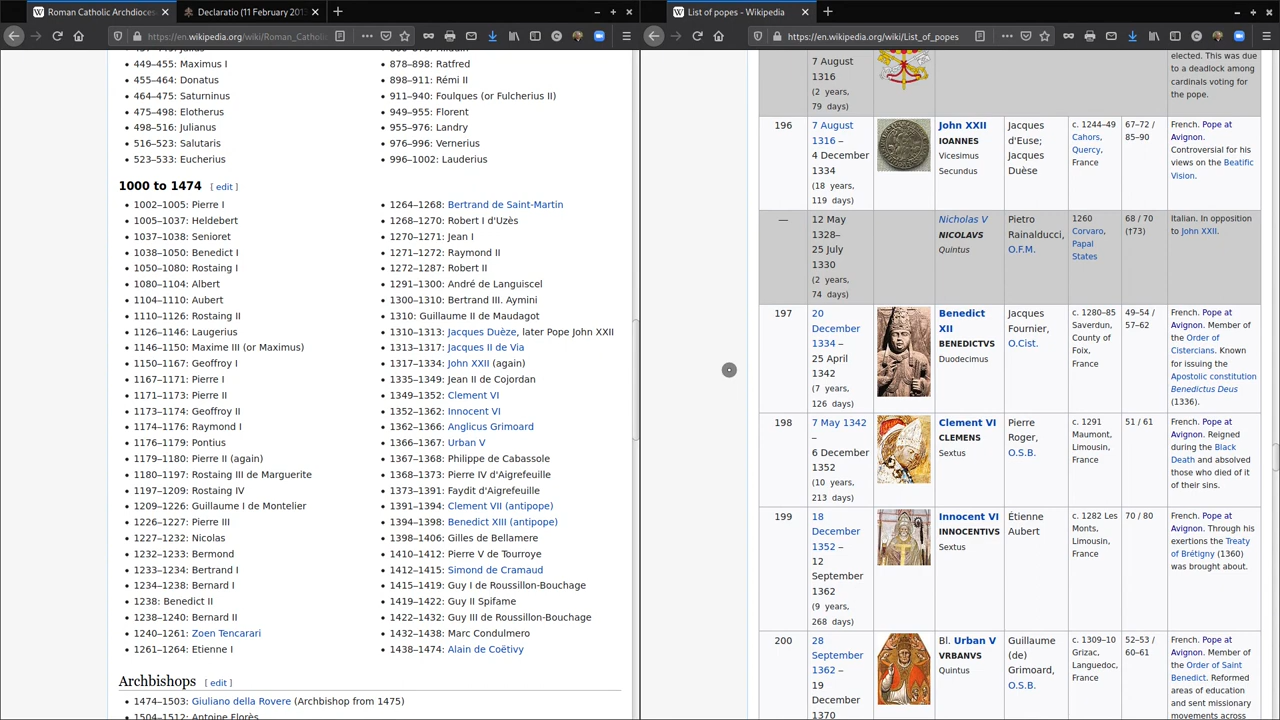 Roman Catholic Archdioces
Declaratio (11 February 201
https://en.wikipedia.org/wiki/Roman_Catholic
449–455: Maximus I
455–464: Donatus
464–475: Saturninus
475–498: Elotherus
498–516: Julianus
516–523: Salutaris
523–533: Eucherius
878–898: Ratfred
898–911: Rémi II
911–940: Foulques (or Fulcherius II)
949–955: Florent
955–976: Landry
976–996: Vernerius
996–1002: Lauderius
1000 to 1474 [ edit ]
1002–1005: Pierre I
1005–1037: Heldebert
1037–1038: Senioret
1038–1050: Benedict I
1050–1080: Rostaing I
1080–1104: Albert
1104–1110: Aubert
1110–1126: Rostaing II
1126–1146: Laugerius
1146–1150: Maxime III (or Maximus)
1150–1167: Geoffroy I
1167–1171: Pierre I
1171–1173: Pierre II
1173–1174: Geoffroy II
1174–1176: Raymond I
1176–1179: Pontius
1179–1180: Pierre II (again)
1180–1197: Rostaing III de Marguerite
1197–1209: Rostaing IV
1209–1226: Guillaume I de Montelier
1226–1227: Pierre III
1227–1232: Nicolas
1232–1233: Bermond
1233–1234: Bertrand I
1234–1238: Bernard I
1238: Benedict II
1238–1240: Bernard II
1240–1261: Zoen Tencarari
1261–1264: Etienne I
1264–1268: Bertrand de Saint-Martin
1268–1270: Robert I d'Uzès
1270–1271: Jean I
1271–1272: Raymond II
1272–1287: Robert II
1291–1300: André de Languiscel
1300–1310: Bertrand III. Aymini
1310: Guillaume II de Maudagot
1310–1313: Jacques Duèze, later Pope John XXII
1313–1317: Jacques II de Via
1317–1334: John XXII (again)
1335–1349: Jean II de Cojordan
1349–1352: Clement VI
1352–1362: Innocent VI
1362–1366: Anglicus Grimoard
1366–1367: Urban V
1367–1368: Philippe de Cabassole
1368–1373: Pierre IV d'Aigrefeuille
1373–1391: Faydit d'Aigrefeuille
1391–1394: Clement VII (antipope)
1394–1398: Benedict XIII (antipope)
1398–1406: Gilles de Bellamere
1410–1412: Pierre V de Tourroye
1412–1415: Simond de Cramaud
1415–1419: Guy I de Roussillon-Bouchage
1419–1422: Guy II Spifame
1422–1432: Guy III de Roussillon-Bouchage
1432–1438: Marc Condulmero
1438–1474: Alain de Coëtivy
Archbishops [ edit ]
1474–1503: Giuliano della Rovere (Archbishop from 1475)
1504–1512: Antoine Florès
List of popes - Wikipedia
https://en.wikipedia.org/wiki/List_of_popes
7 August
1316
(2 years,
79 days)
elected. This was
due to a deadlock among
cardinals voting for
the pope.
196
7 August
1316 –
4 December
1334
(18 years,
119 days)
John XXII
IOANNES
Vicesimus
Secundus
Jacques
d'Euse;
Jacques
Duèse
c. 1244–49
Cahors,
Quercy,
France
67–72 /
85–90
French. Pope at
Avignon.
Controversial for his
views on the Beatific
Vision.
—
12 May
1328–
25 July
1330
(2 years,
74 days)
Nicholas V
NICOLAVS
Quintus
Pietro
Rainalducci,
O.F.M.
1260
Corvaro,
Papal
States
68 / 70
(†73)
Italian. In opposition
to John XXII.
197
20
December
1334 –
25 April
1342
(7 years,
126 days)
Benedict
XII
BENEDICTVS
Duodecimus
Jacques
Fournier,
O.Cist.
c. 1280–85
Saverdun,
County of
Foix,
France
49–54 /
57–62
French. Pope at
Avignon. Member of
the Order of
Cistercians. Known
for issuing the
Apostolic constitution
Benedictus Deus
(1336).
198
7 May 1342
–
6 December
1352
(10 years,
213 days)
Clement VI
CLEMENS
Sextus
Pierre
Roger,
O.S.B.
c. 1291
Maumont,
Limousin,
France
51 / 61
French. Pope at
Avignon. Reigned
during the Black
Death and absolved
those who died of it
of their sins.
199
18
December
1352 –
12
September
1362
(9 years,
268 days)
Innocent VI
INNOCENTIVS
Sextus
Étienne
Aubert
c. 1282 Les
Monts,
Limousin,
France
70 / 80
French. Pope at
Avignon. Through his
exertions the Treaty
of Brétigny (1360)
was brought about.
200
28
September
1362 –
19
December
1370
Bl. Urban V
VRBANVS
Quintus
Guillaume
(de)
Grimoard,
O.S.B.
c. 1309–10
Grizac,
Languedoc,
France
52–53 /
60–61
French. Pope at
Avignon. Member of
the Order of Saint
Benedict. Reformed
areas of education
and sent missionary
movements across